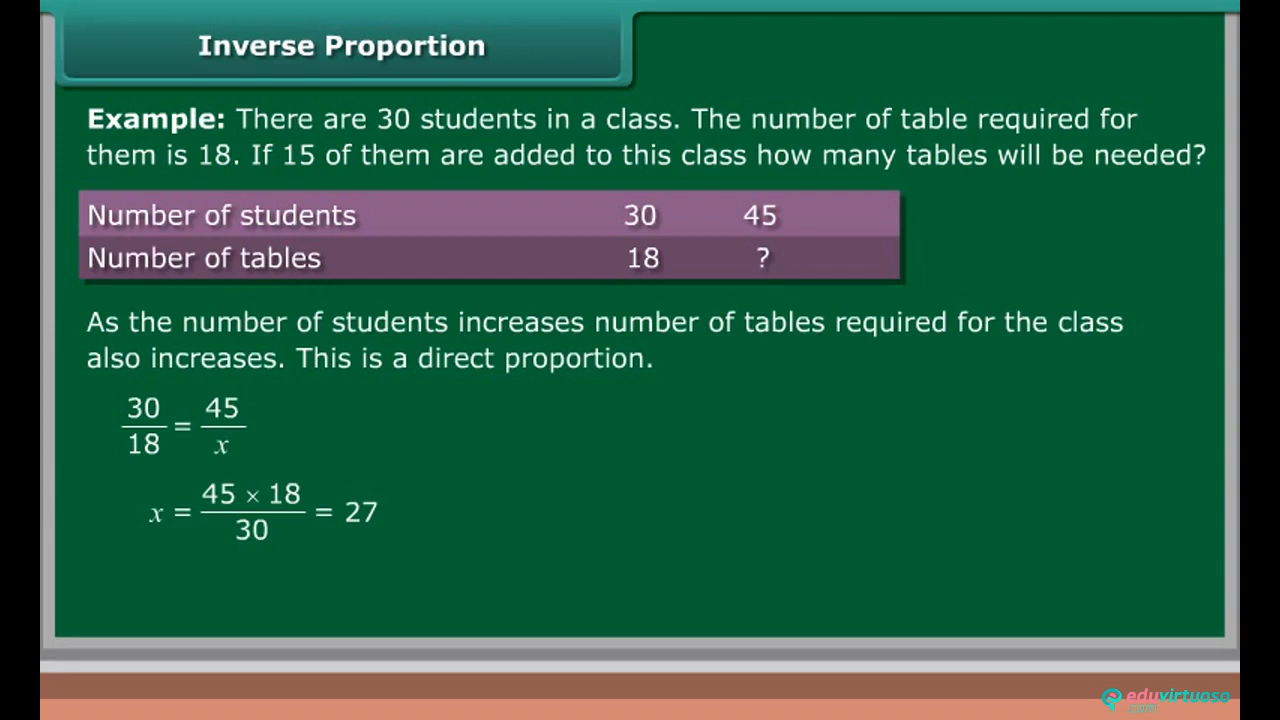 Inverse Proportion
Example: There are 30 students in a class. The number of table required for
them is 18. If 15 of them are added to this class how many tables will be needed?
Number of students 30 45
Number of tables 18 ?
As the number of students increases number of tables required for the class
also increases. This is a direct proportion.
30/18 = 45/x
x = 45 × 18/30 = 27
eduvirtuoso
.com